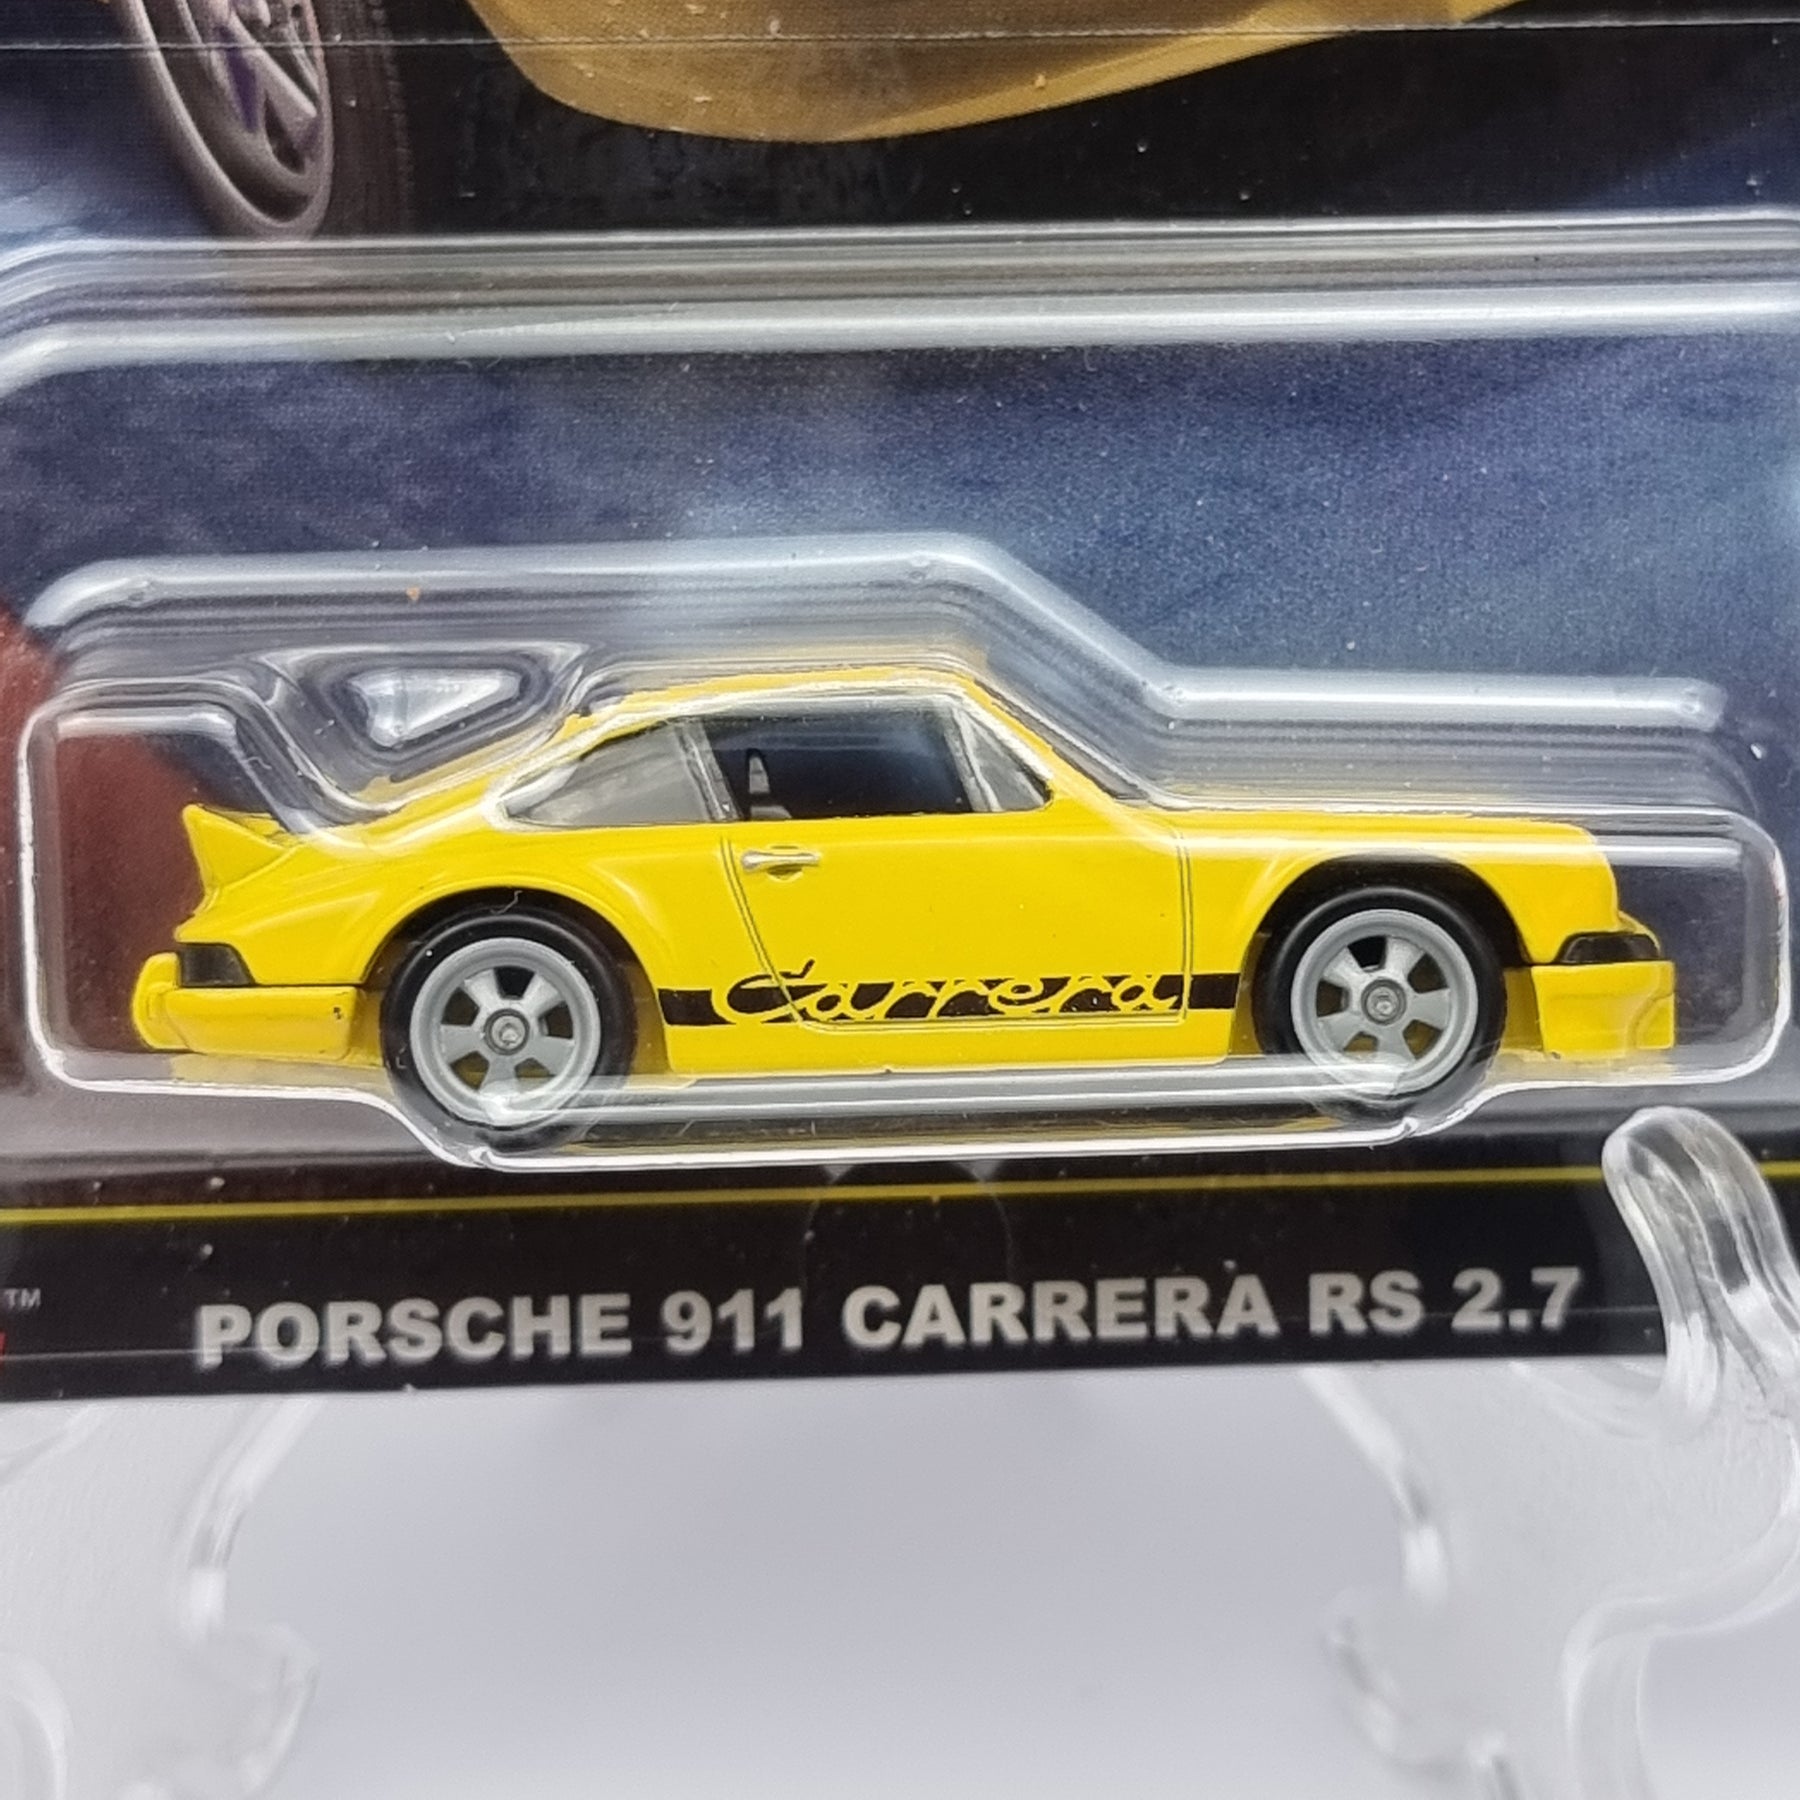 Carrera
™
PORSCHE 911 CARRERA RS 2.7